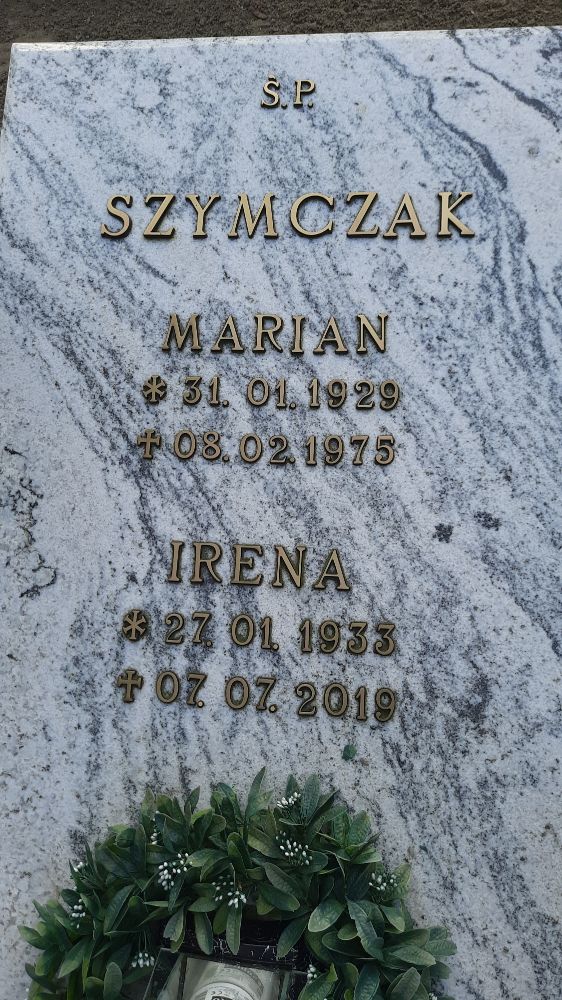 Ś.P.
SZYMCZAK
MARIAN
* 31. 01. 1929
✝ 08. 02. 1975
IRENA
* 27. 01. 1933
✝ 07. 07. 2019